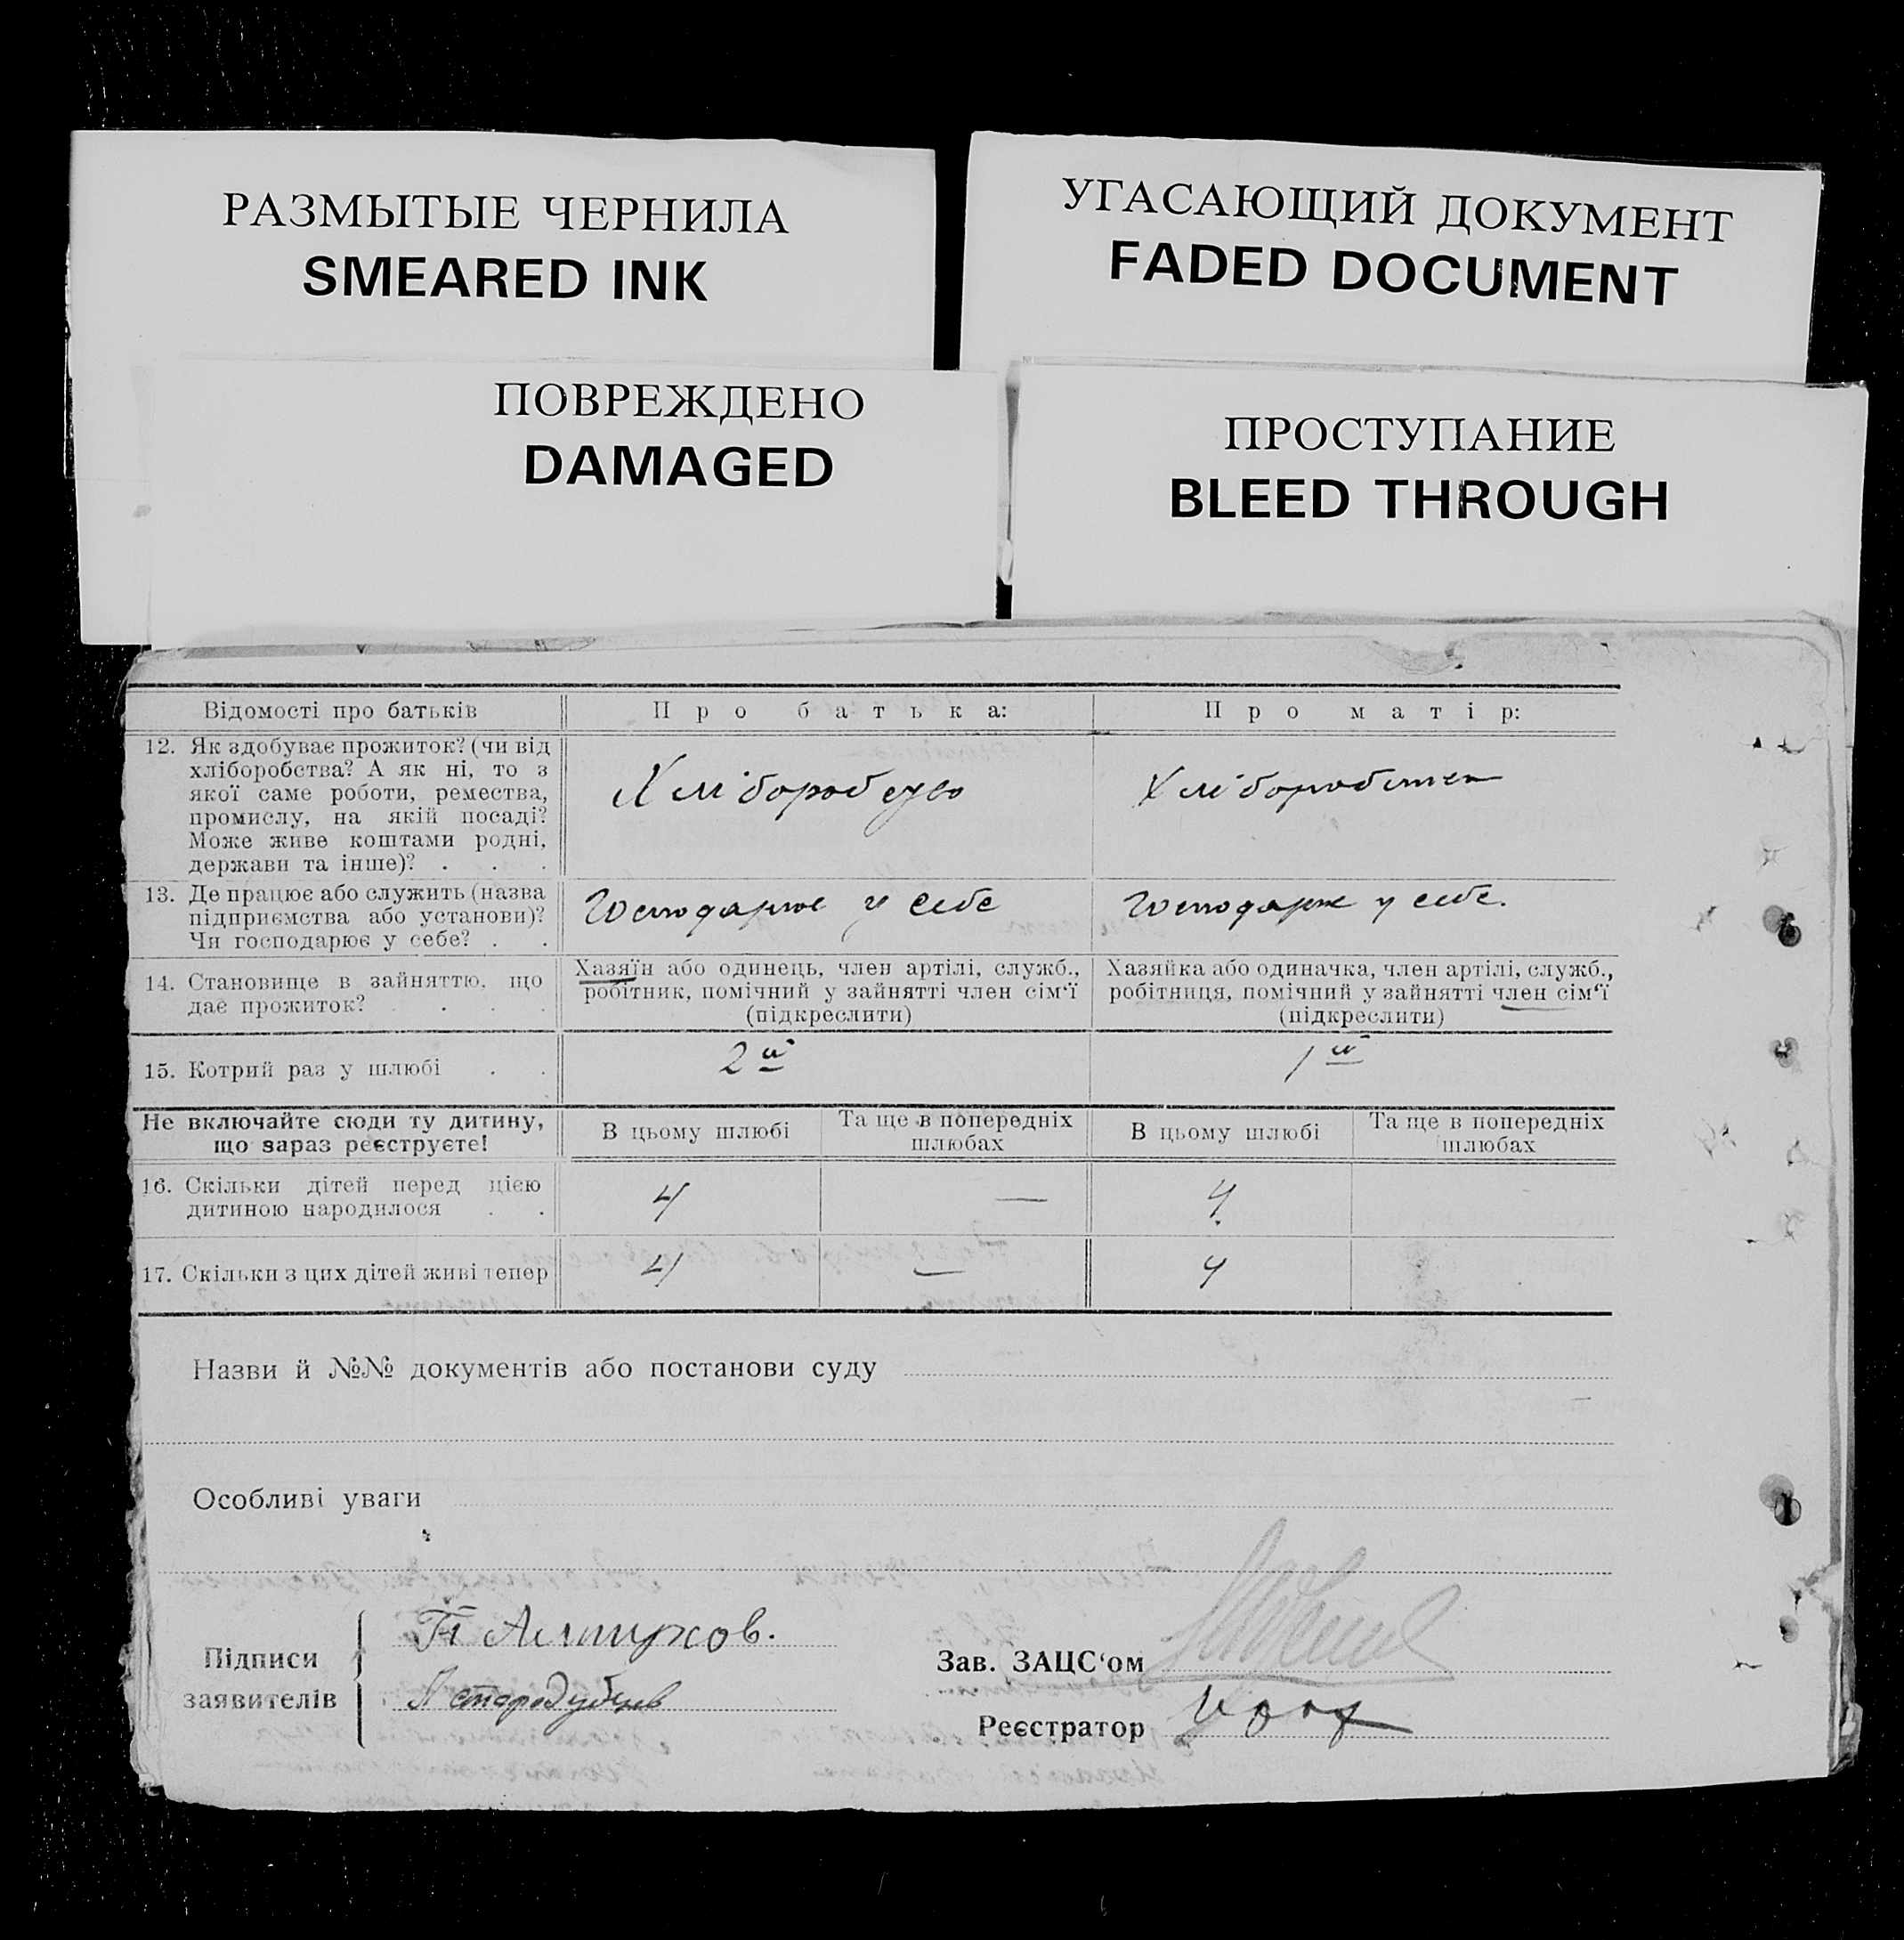 РАЗМЫТЫЕ ЧЕРНИЛА
SMEARED INK
УГАСАЮЩИЙ ДОКУМЕНТ
FADED DOCUMENT
ПОВРЕЖДЕНО
DAMAGED
ПРОСТУПАНИЕ
BLEED THROUGH
Відомості про батьків
Про батька:
Про матір:
12. Як здобуває прожиток? (чи від
хліборобства? А як ні, то з
якої саме роботи, ремества,
промислу, на якій посаді?
Може живе коштами родні,
держави та інше)? . . .
Хліборобство
13. Де працює або служить (назва
підприємства або установи)?
Чи господарює у себе? . .
Господарює у себе
Господарює у себе.
14. Становище в зайняттю, що
дає прожиток? . . . .
Хазяїн або одинець, член артілі, служб.,
робітник, помічний у зайнятті член сім‘ї
(підкреслити)
Хазяйка або одиначка, член артілі, служб.,
робітниця, помічний у зайнятті член сім‘ї
(підкреслити)
15. Котрий раз у шлюбі . .
2й
1й
Не включайте сюди ту дитину,
що зараз реєструєте!
В цьому шлюбі
Та ще в попередніх
шлюбах
В цьому шлюбі
Та ще в попередніх
шлюбах
16. Скільки дітей перед цією
дитиною народилося . .
4
—
4
17. Скільки з цих дітей живі тепер
4
—
4
Назви й №№ документів або постанови суду
Особливі уваги
Підписи
заявителів
Стародубцев
Зав. ЗАЦС‘ом
Реєстратор